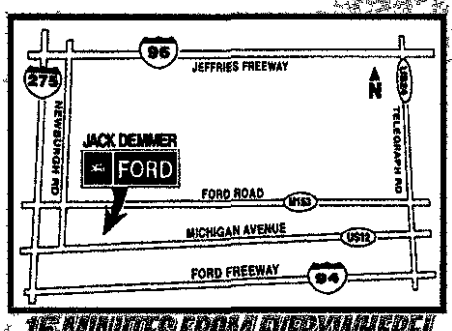 96
JEFFRIES FREEWAY
275
US24
N
NEWBURGH RD
TELEGRAPH RD
JACK DEMMER
FORD
FORD ROAD
M153
MICHIGAN AVENUE
US12
FORD FREEWAY
94
15 MINUTES FROM EVERYWHERE!